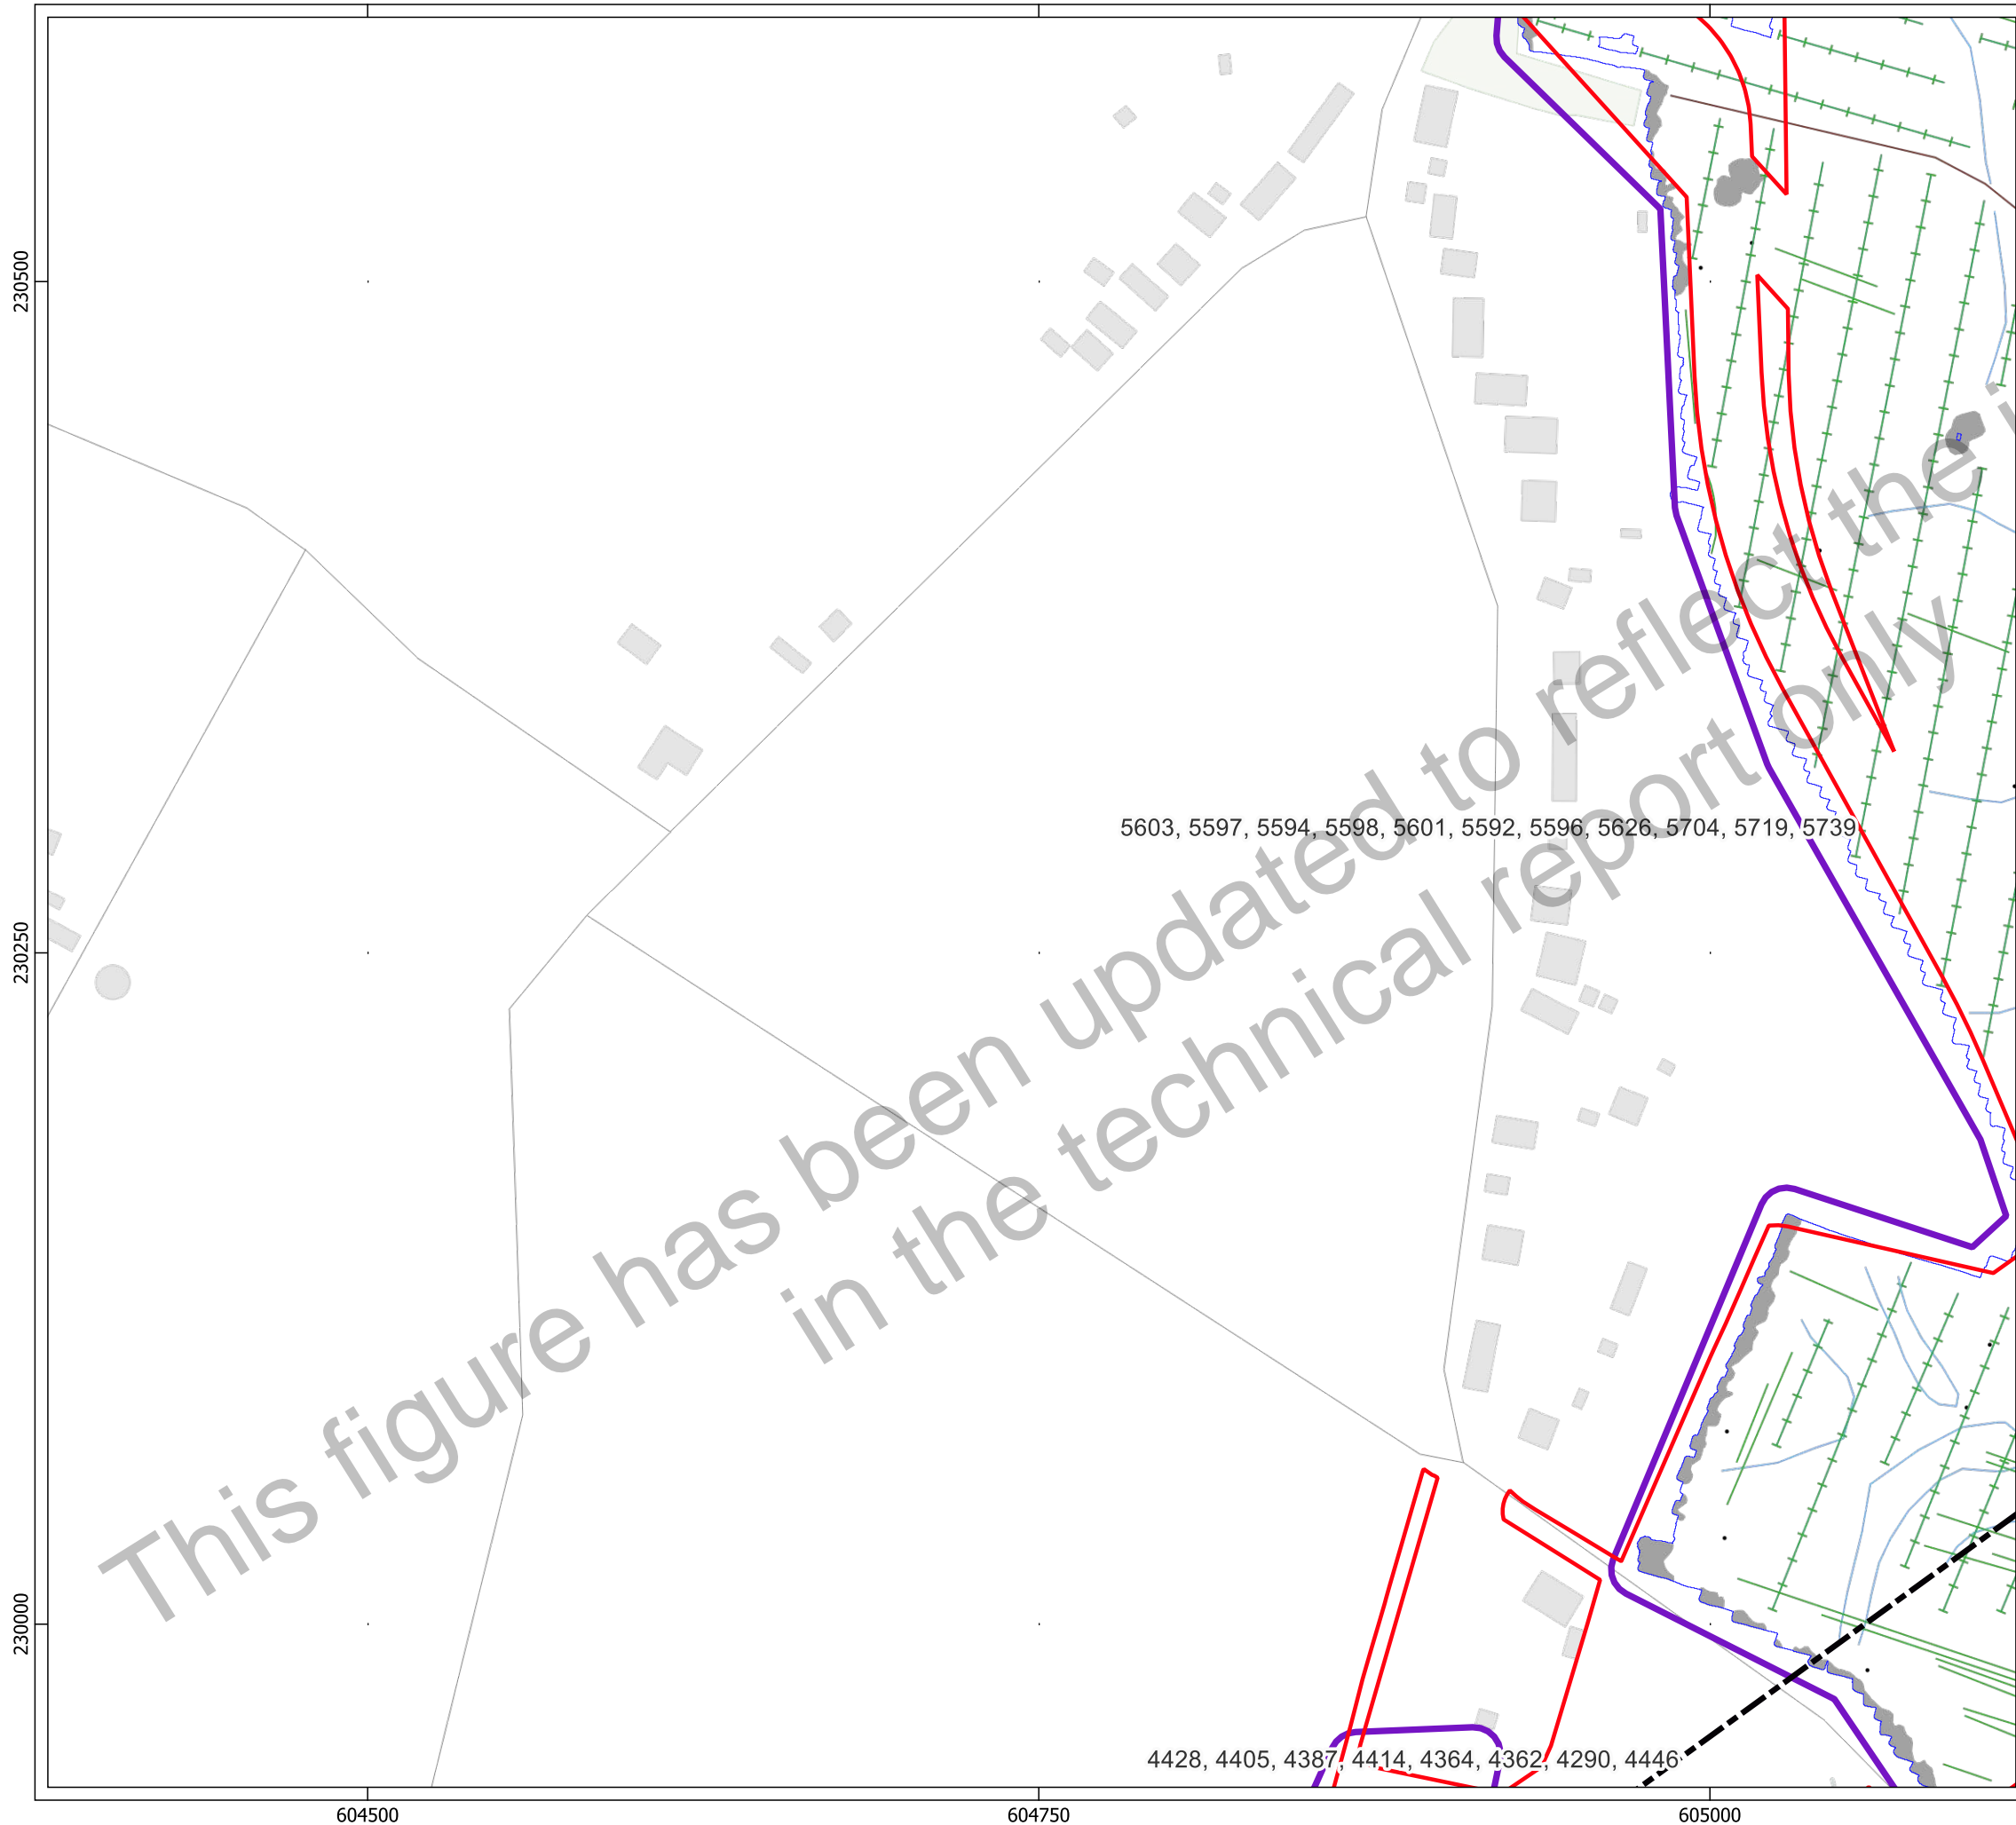 230500
230250
230000
5603, 5597, 5594, 5598, 5601, 5592, 5596, 5626, 5704, 5719, 5739
This figure has been updated to reflect the
in the technical report only
4428, 4405, 4387, 4414, 4364, 4362, 4290, 4446
604500 604750 605000